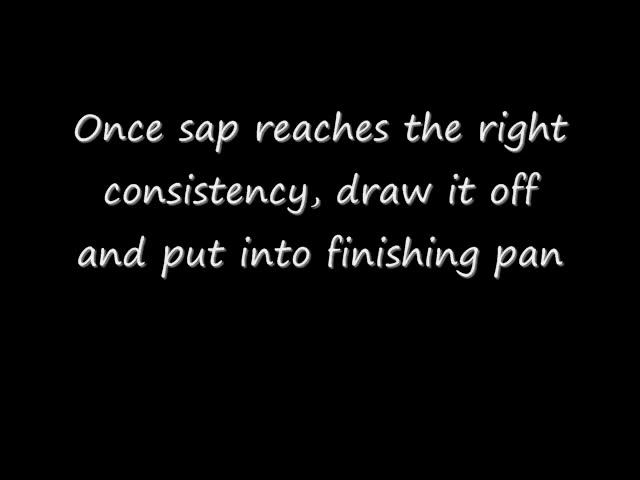 Once sap reaches the right
consistency, draw it off
and put into finishing pan